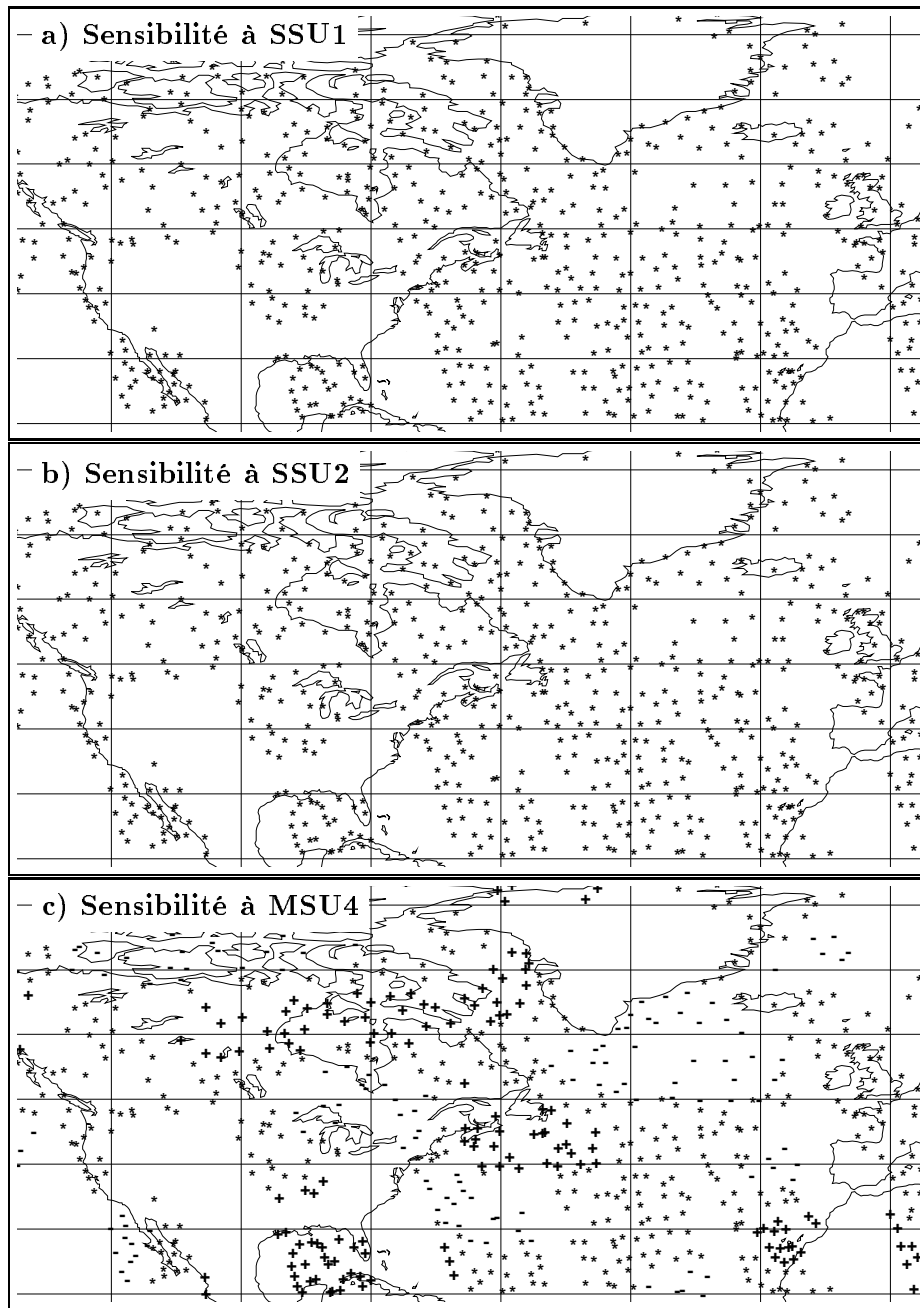 a) Sensibilité à SSU1
b) Sensibilité à SSU2
c) Sensibilité à MSU4